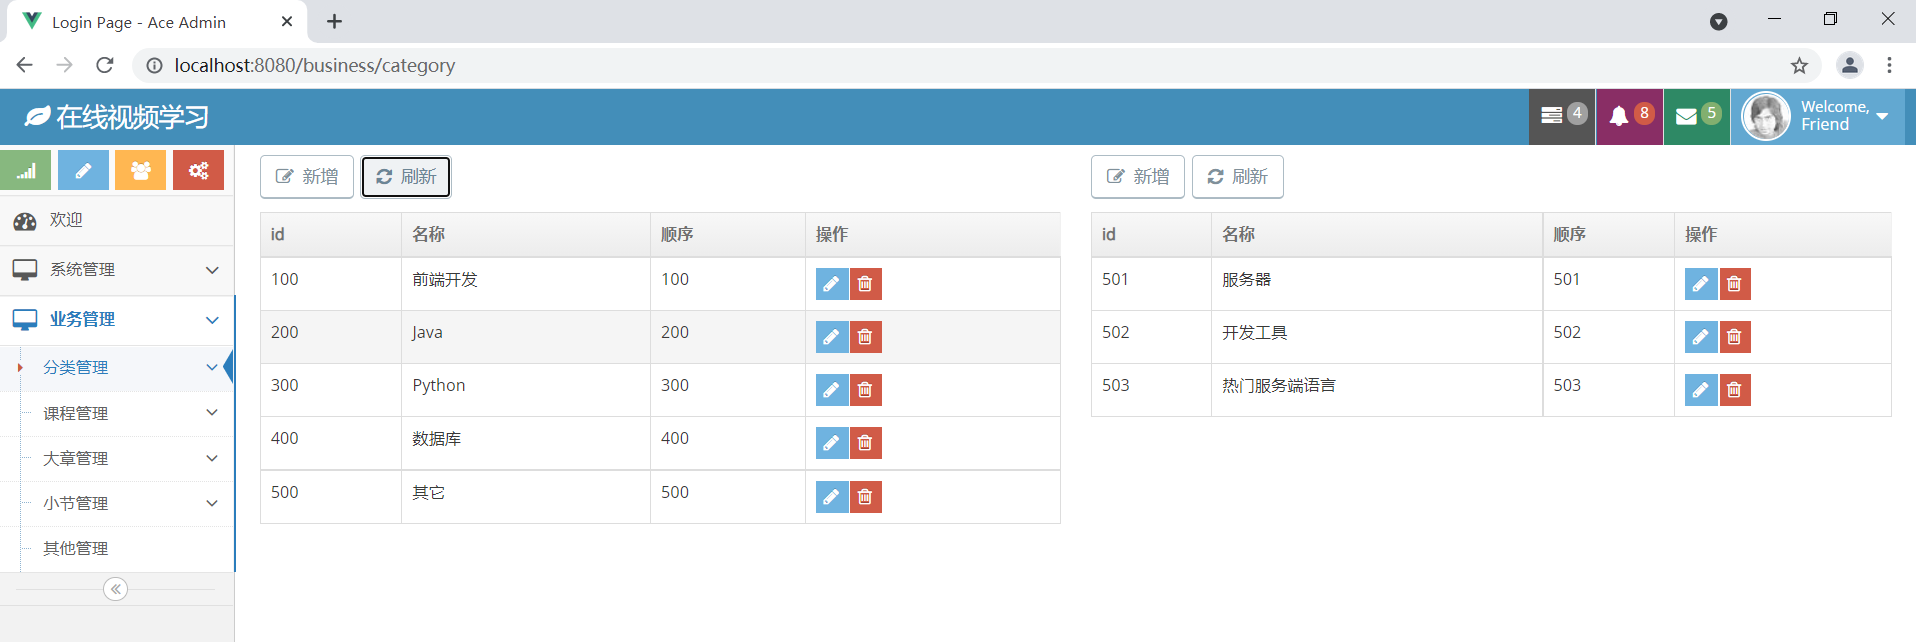 Login Page - Ace Admin
localhost:8080/business/category
在线视频学习
4
8
5
Welcome,
Friend
欢迎
系统管理
业务管理
分类管理
课程管理
大章管理
小节管理
其他管理
新增 刷新
id 名称 顺序 操作
100 前端开发 100
200 Java 200
300 Python 300
400 数据库 400
500 其它 500
新增 刷新
id 名称 顺序 操作
501 服务器 501
502 开发工具 502
503 热门服务端语言 503